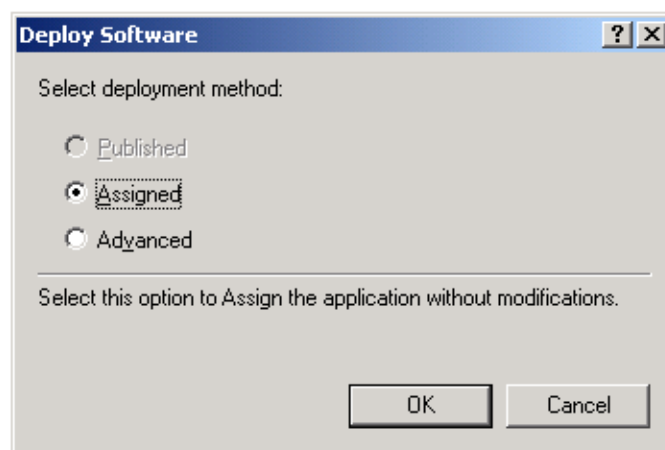 Deploy Software
Select deployment method:
Published
Assigned
Advanced
Select this option to Assign the application without modifications.
OK Cancel